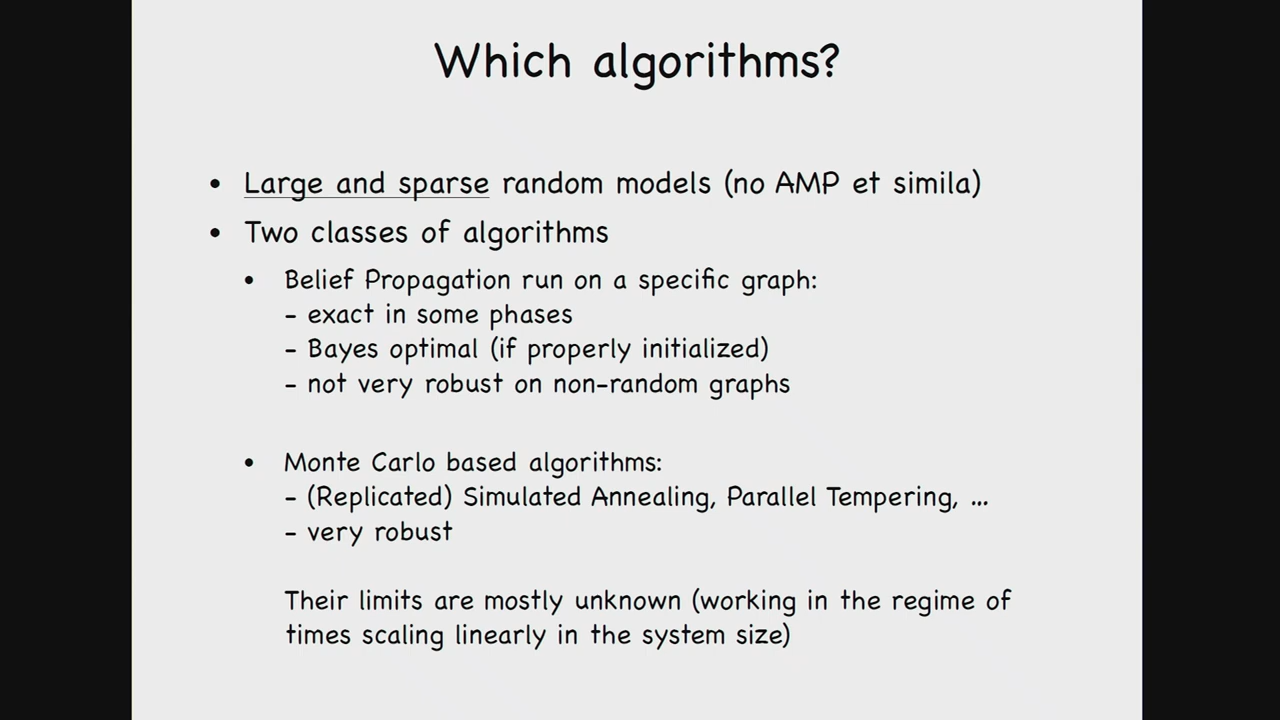 Which algorithms?
• Large and sparse random models (no AMP et simila)
• Two classes of algorithms
• Belief Propagation run on a specific graph:
- exact in some phases
- Bayes optimal (if properly initialized)
- not very robust on non-random graphs
• Monte Carlo based algorithms:
- (Replicated) Simulated Annealing, Parallel Tempering, ...
- very robust
Their limits are mostly unknown (working in the regime of
times scaling linearly in the system size)